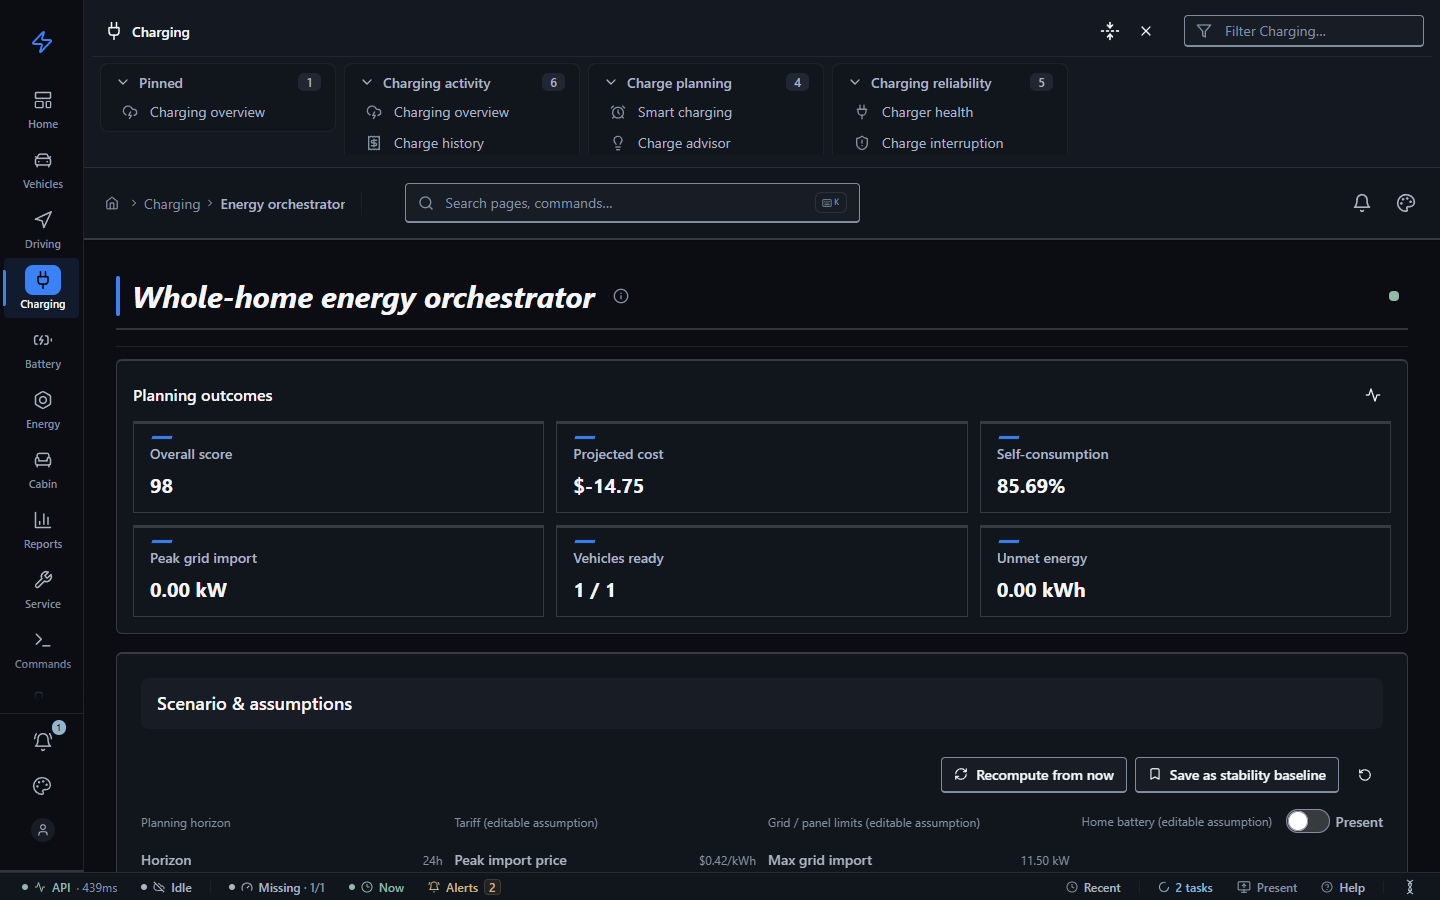 Charging
Filter Charging...
Pinned 1
Charging overview
Charging activity 6
Charging overview
Charge history
Charge planning 4
Smart charging
Charge advisor
Charging reliability 5
Charger health
Charge interruption
Home
Vehicles
Driving
Charging
Battery
Energy
Cabin
Reports
Service
Commands
1
Charging > Energy orchestrator
Search pages, commands... K
Whole-home energy orchestrator
Planning outcomes
Overall score
98
Projected cost
$-14.75
Self-consumption
85.69%
Peak grid import
0.00 kW
Vehicles ready
1 / 1
Unmet energy
0.00 kWh
Scenario & assumptions
Recompute from now
Save as stability baseline
Planning horizon
Tariff (editable assumption)
Grid / panel limits (editable assumption)
Home battery (editable assumption)
Present
Horizon 24h
Peak import price $0.42/kWh
Max grid import 11.50 kW
API · 439ms
Idle
Missing · 1/1
Now
Alerts 2
Recent
2 tasks
Present
Help